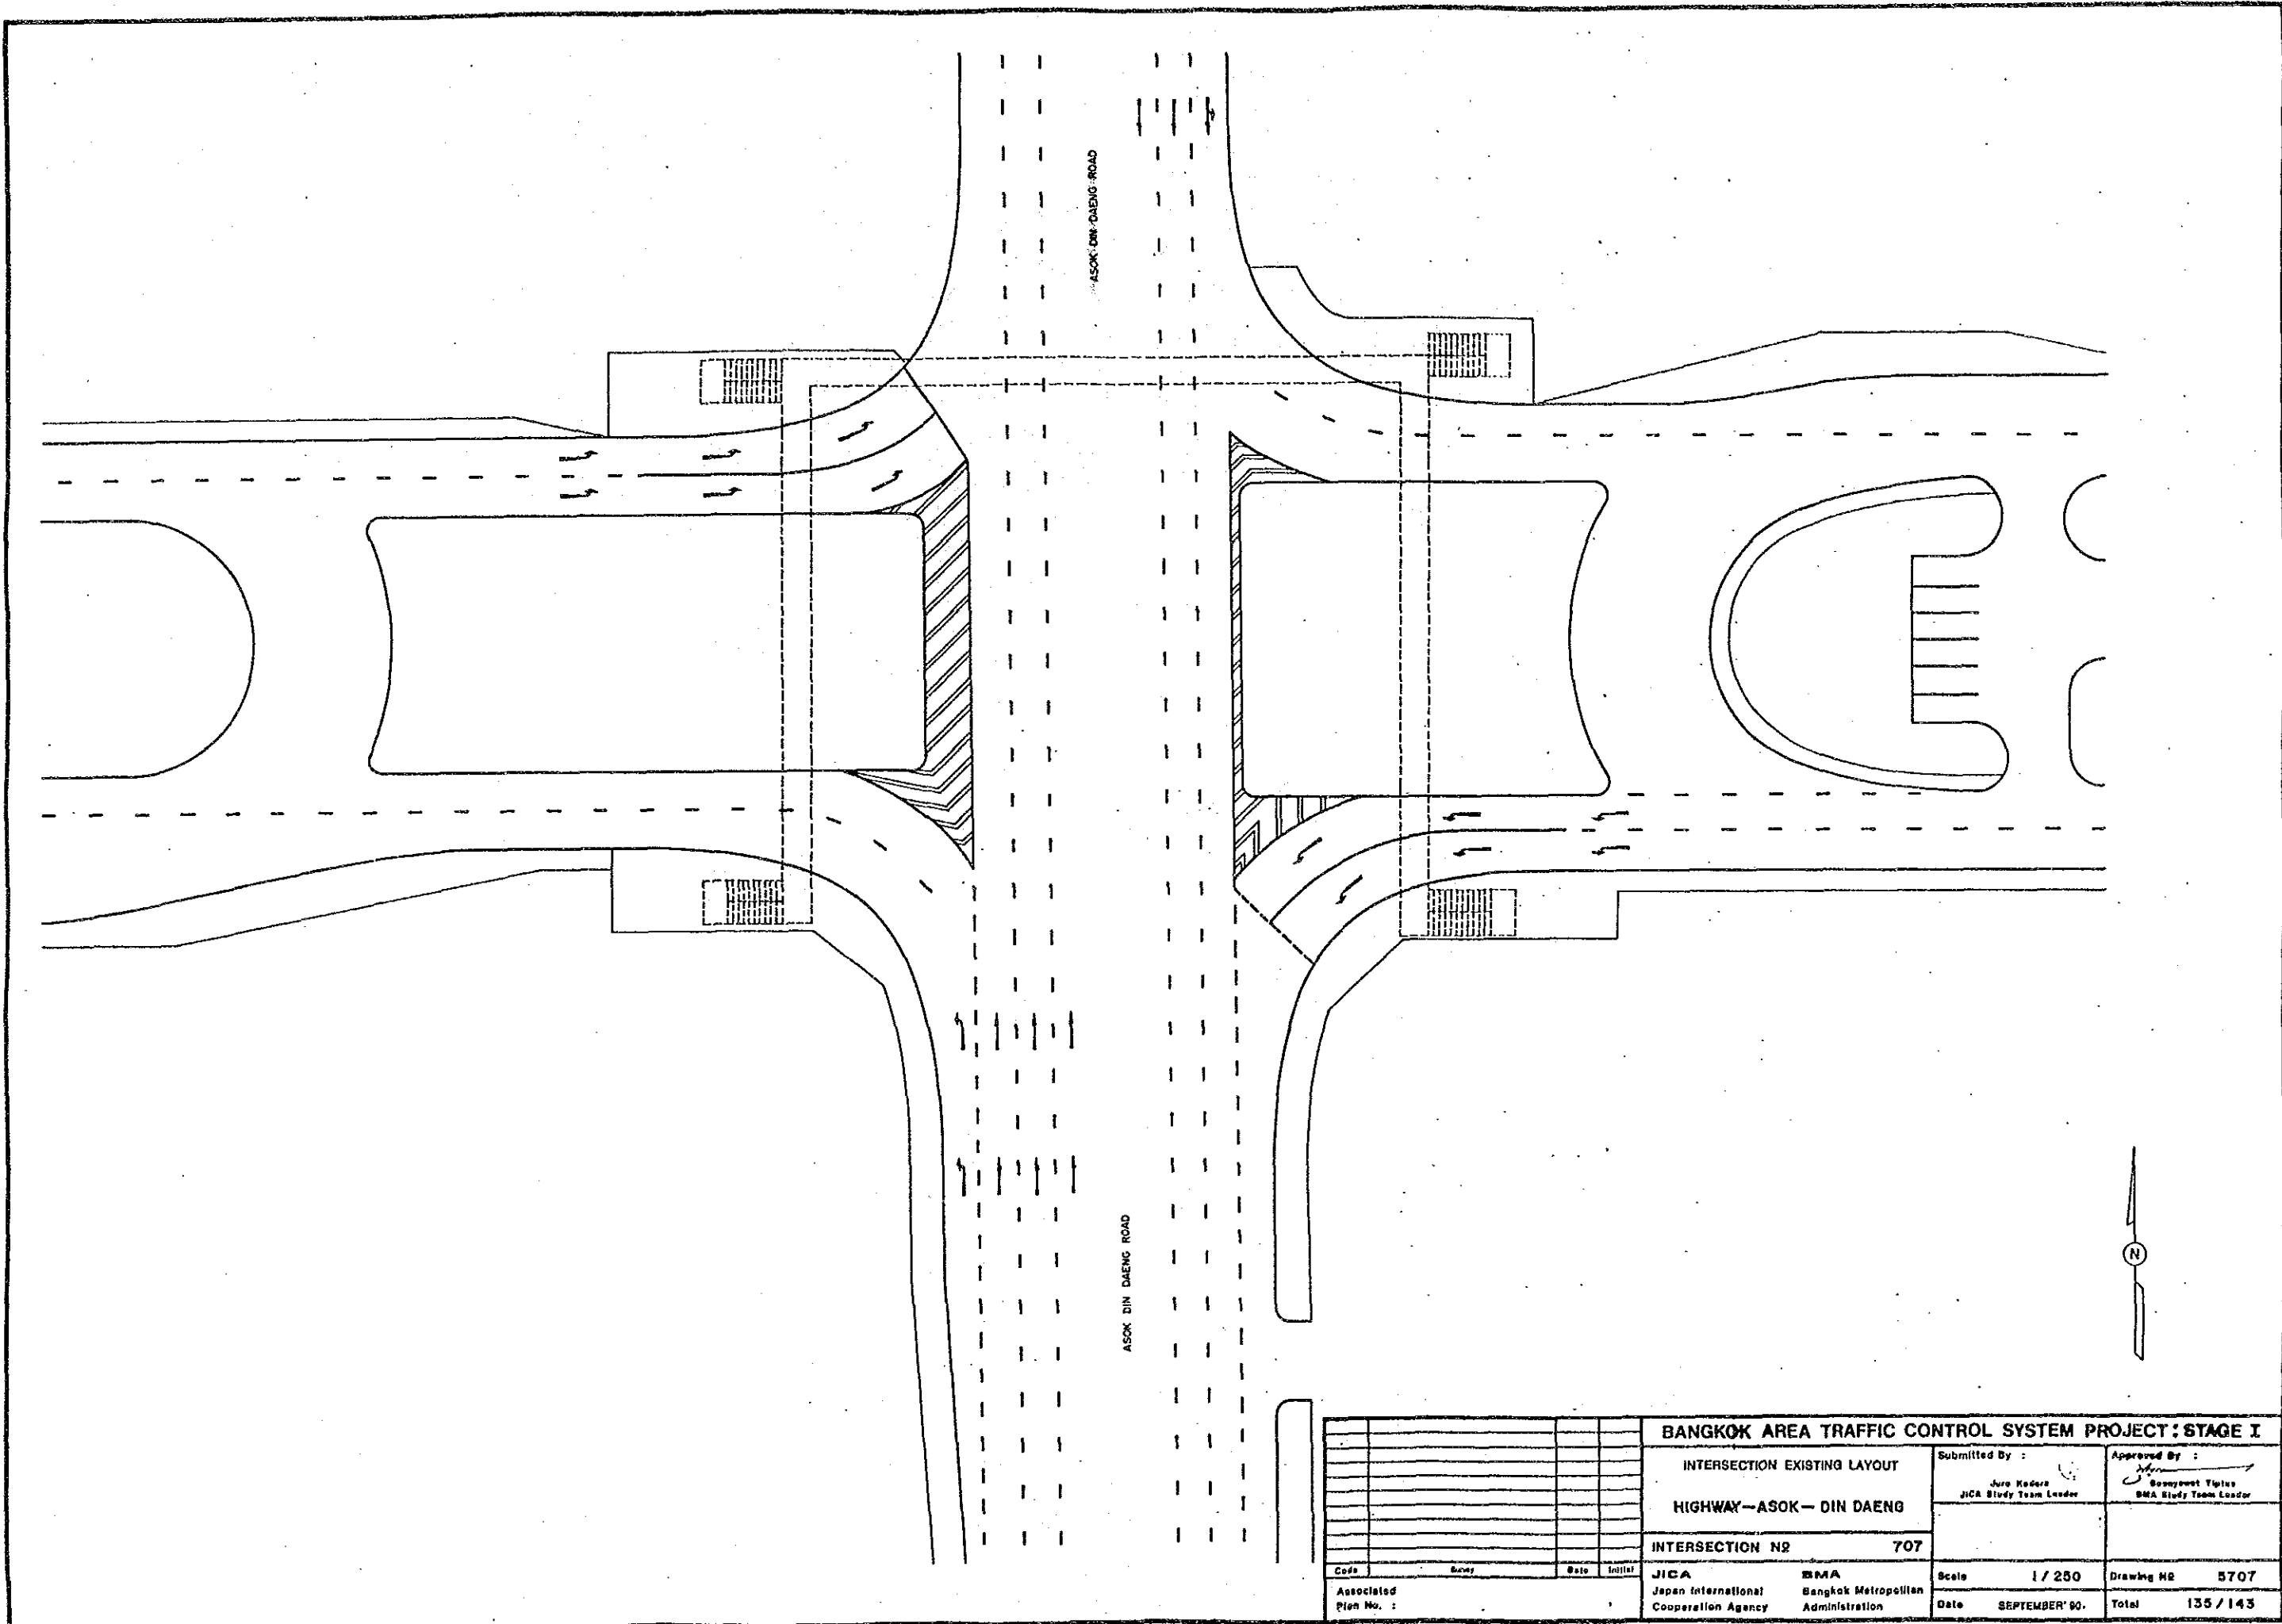 ASOK DIN DAENG ROAD
ASOK DIN DAENG ROAD
N
BANGKOK AREA TRAFFIC CONTROL SYSTEM PROJECT: STAGE I
INTERSECTION EXISTING LAYOUT
HIGHWAY-ASOK-DIN DAENG
INTERSECTION Nº 707
Submitted By :
JICA Study Team Leader
Approved By :
BMA Study Team Leader
Code Survey Date Initial
Associated
Plan No. :
JICA
Japan International
Cooperation Agency
BMA
Bangkok Metropolitan
Administration
Scale 1/250
Drawing Nº 5707
Date SEPTEMBER'90.
Total 135/143